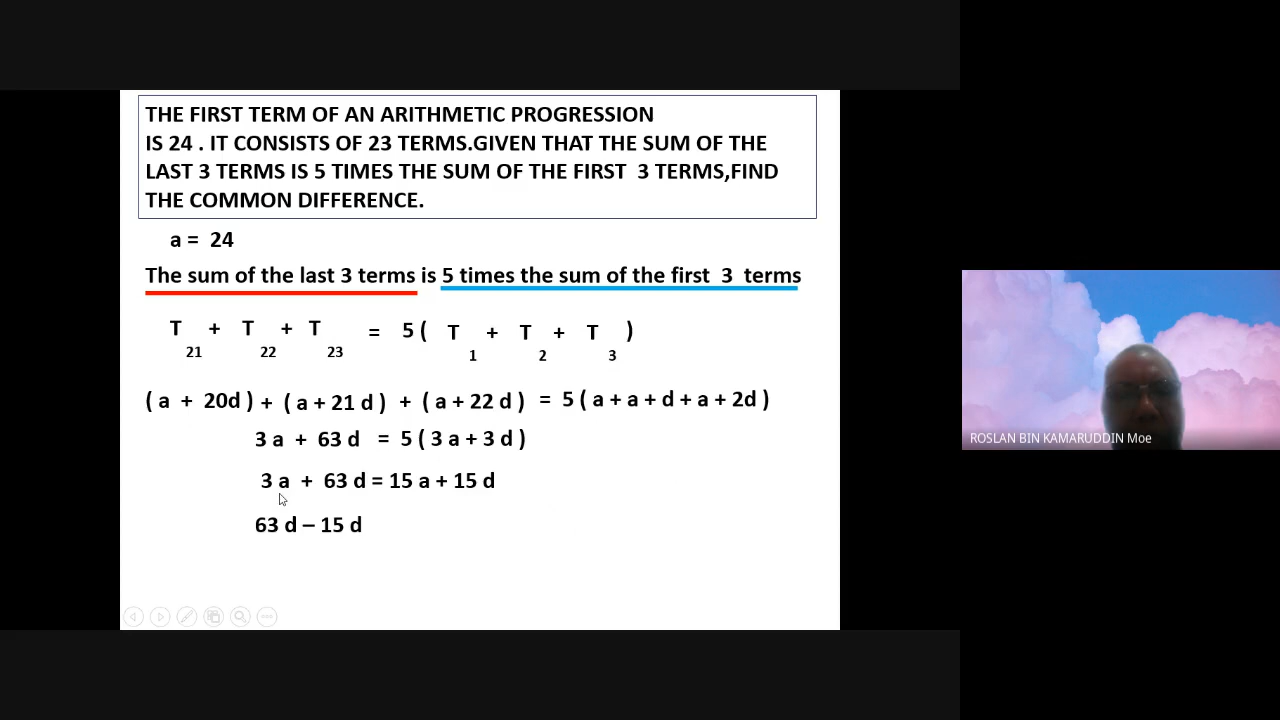 THE FIRST TERM OF AN ARITHMETIC PROGRESSION
IS 24 . IT CONSISTS OF 23 TERMS.GIVEN THAT THE SUM OF THE
LAST 3 TERMS IS 5 TIMES THE SUM OF THE FIRST 3 TERMS,FIND
THE COMMON DIFFERENCE.
a = 24
The sum of the last 3 terms is 5 times the sum of the first 3 terms
T21 + T22 + T23 = 5 ( T1 + T2 + T3 )
( a + 20d ) + ( a + 21 d ) + ( a + 22 d ) = 5 ( a + a + d + a + 2d )
3 a + 63 d = 5 ( 3 a + 3 d )
3 a + 63 d = 15 a + 15 d
63 d – 15 d
ROSLAN BIN KAMARUDDIN Moe